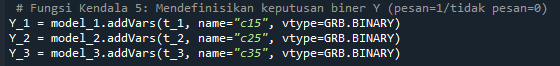 # Fungsi Kendala 5: Mendefinisikan keputusan biner Y (pesan=1/tidak pesan=0)
Y_1 = model_1.addVars(t_1, name="c15", vtype=GRB.BINARY)
Y_2 = model_2.addVars(t_2, name="c25", vtype=GRB.BINARY)
Y_3 = model_3.addVars(t_3, name="c35", vtype=GRB.BINARY)